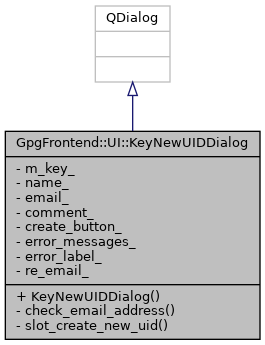 QDialog
GpgFrontend::UI::KeyNewUIDDialog
- m_key_
- name_
- email_
- comment_
- create_button_
- error_messages_
- error_label_
- re_email_
+ KeyNewUIDDialog()
- check_email_address()
- slot_create_new_uid()